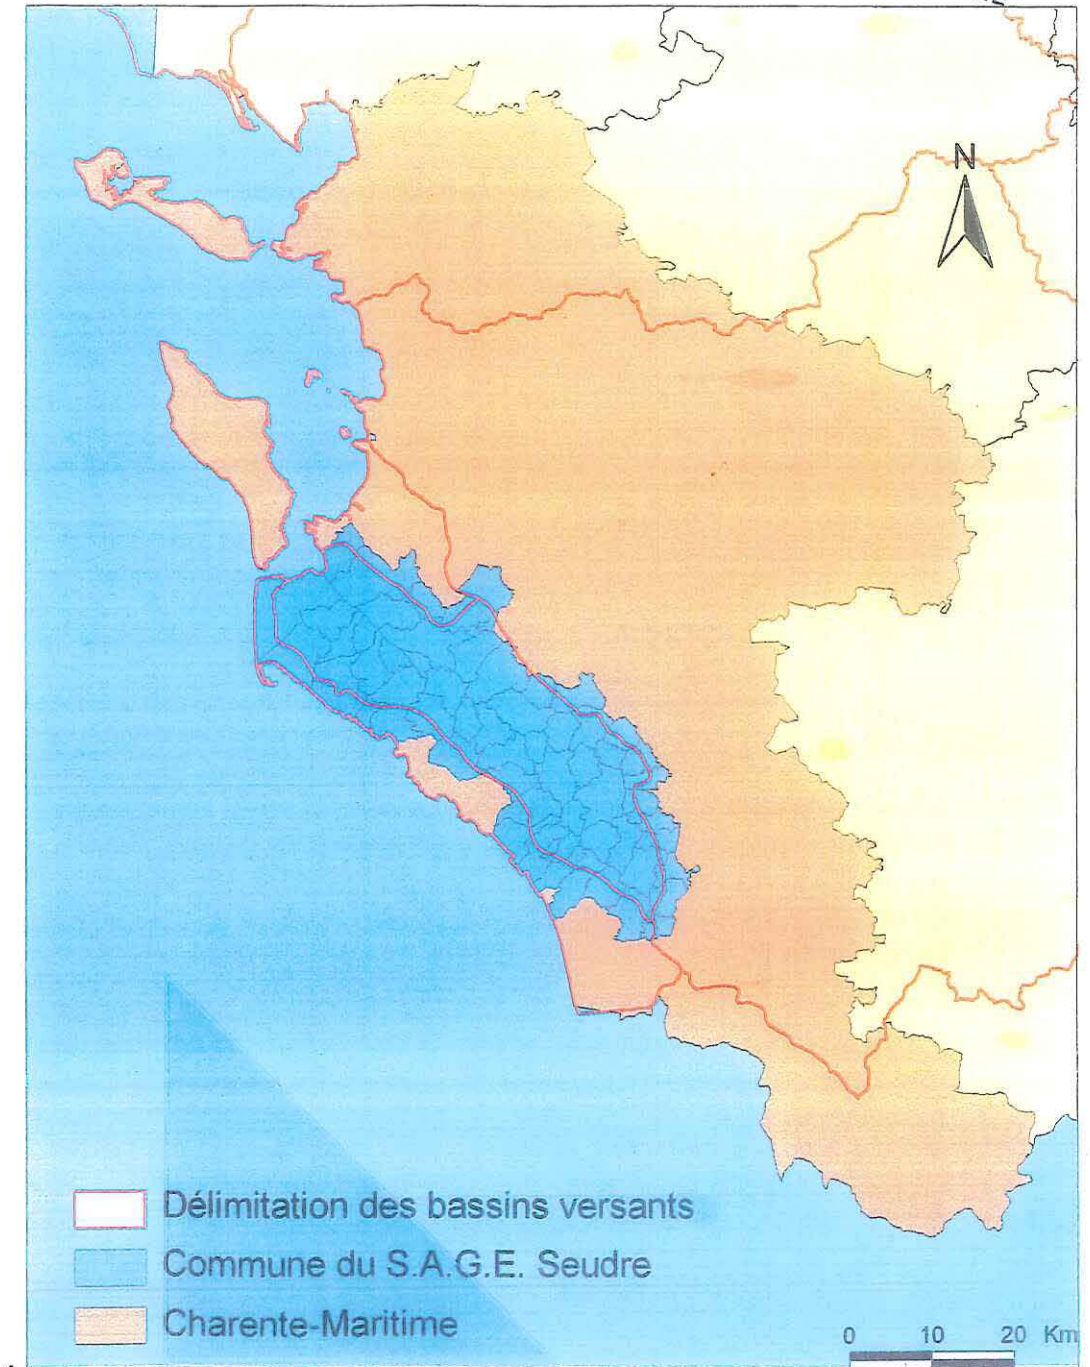 N
Délimitation des bassins versants
Commune du S.A.G.E. Seudre
Charente-Maritime
0 10 20 Km